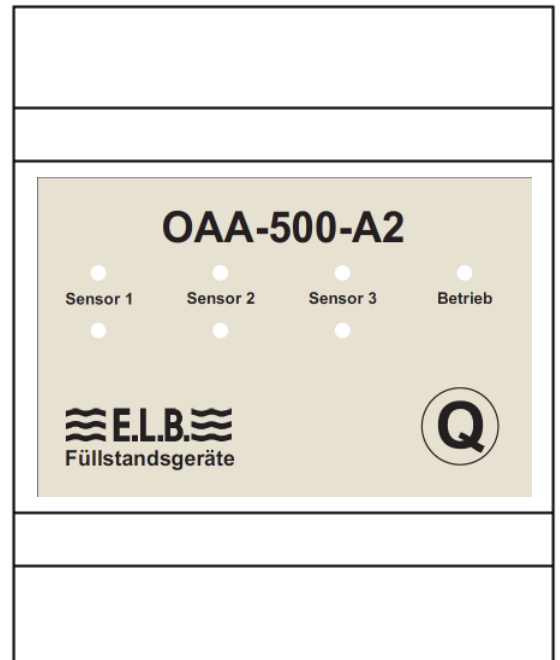 OAA-500-A2
Sensor 1 Sensor 2 Sensor 3 Betrieb
E.L.B.
Füllstandsgeräte
Q